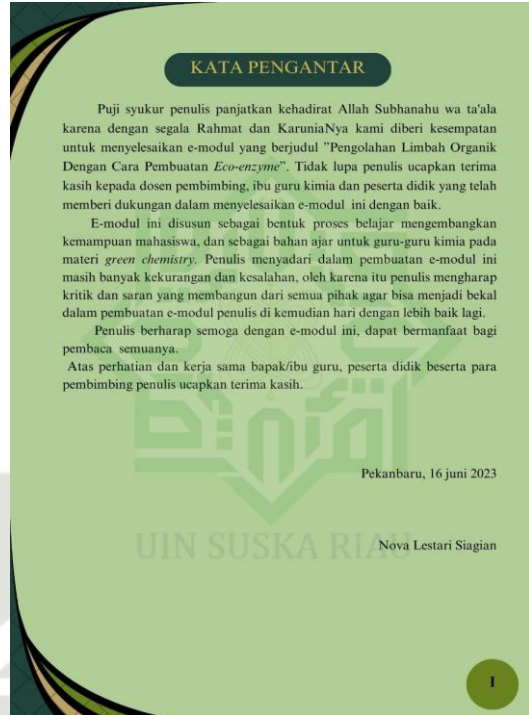 KATA PENGANTAR
Puji syukur penulis panjatkan kehadirat Allah Subhanahu wa ta'ala
karena dengan segala Rahmat dan KaruniaNya kami diberi kesempatan
untuk menyelesaikan e-modul yang berjudul "Pengolahan Limbah Organik
Dengan Cara Pembuatan Eco-enzyme". Tidak lupa penulis ucapkan terima
kasih kepada dosen pembimbing, ibu guru kimia dan peserta didik yang telah
memberi dukungan dalam menyelesaikan e-modul ini dengan baik.
E-modul ini disusun sebagai bentuk proses belajar mengembangkan
kemampuan mahasiswa, dan sebagai bahan ajar untuk guru-guru kimia pada
materi green chemistry. Penulis menyadari dalam pembuatan e-modul ini
masih banyak kekurangan dan kesalahan, oleh karena itu penulis mengharap
kritik dan saran yang membangun dari semua pihak agar bisa menjadi bekal
dalam pembuatan e-modul penulis di kemudian hari dengan lebih baik lagi.
Penulis berharap semoga dengan e-modul ini, dapat bermanfaat bagi
pembaca semuanya.
Atas perhatian dan kerja sama bapak/ibu guru, peserta didik beserta para
pembimbing penulis ucapkan terima kasih.
Pekanbaru, 16 juni 2023
UIN SUSKA RIAU
Nova Lestari Siagian
I